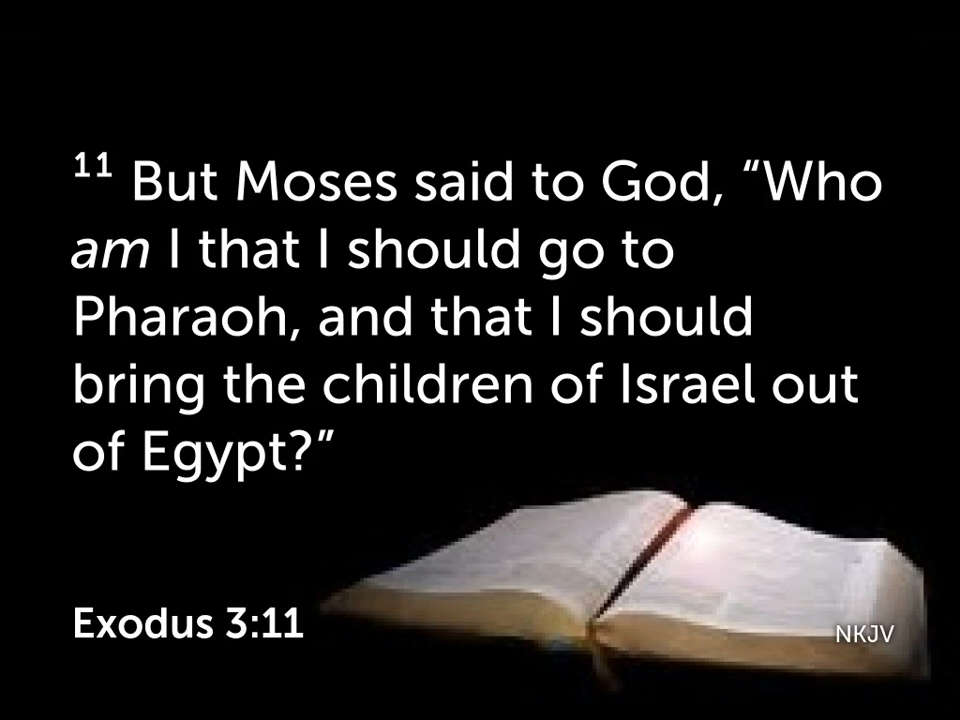 11 But Moses said to God, “Who
am I that I should go to
Pharaoh, and that I should
bring the children of Israel out
of Egypt?”
Exodus 3:11
NKJV